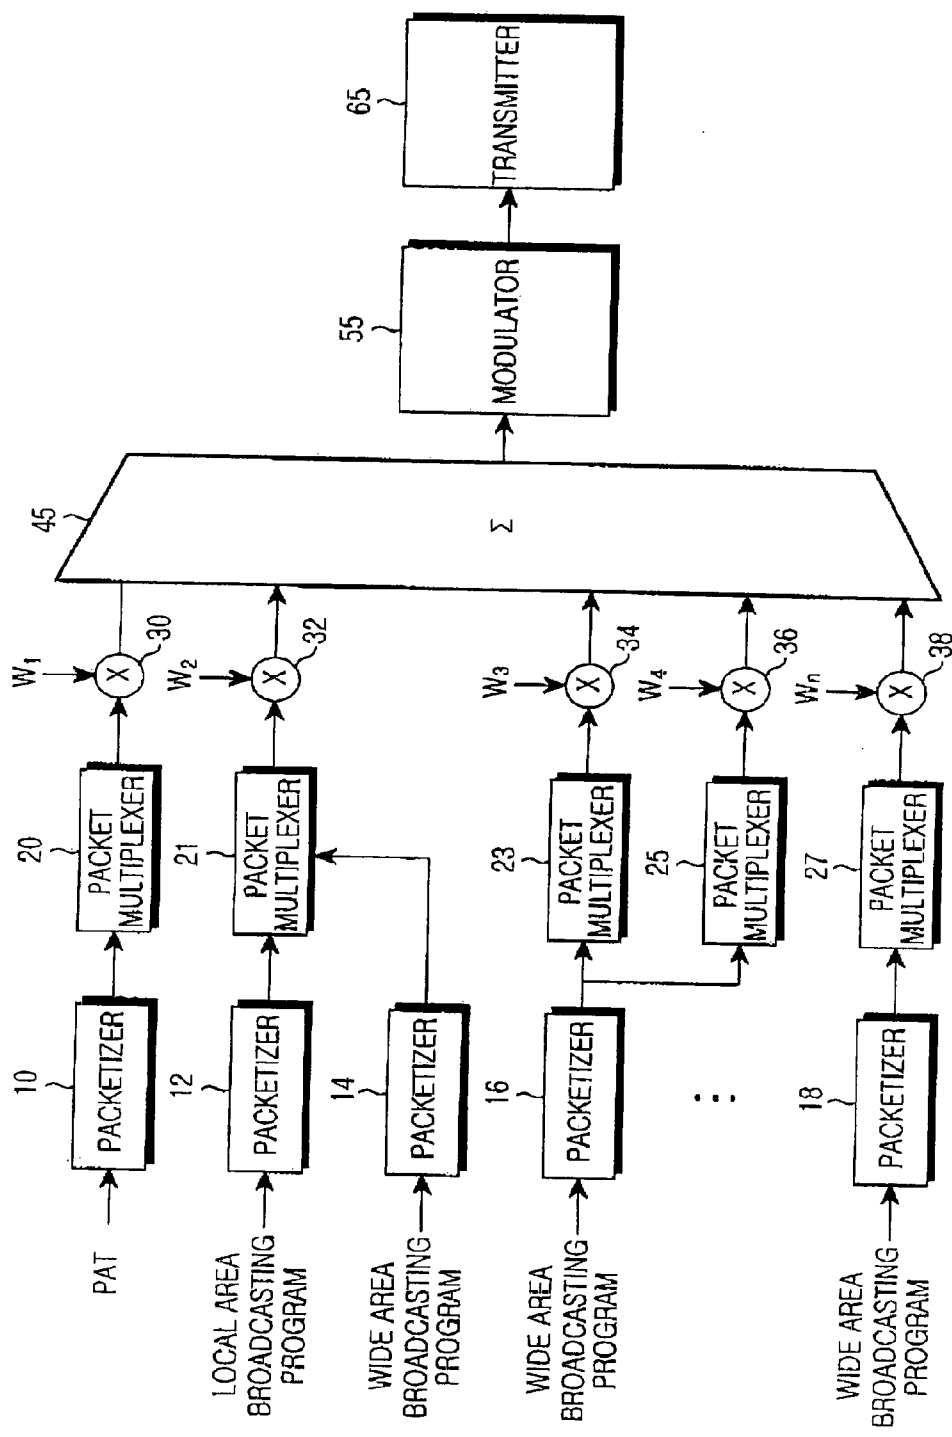 PAT
10
PACKETIZER
20
PACKET
MULTIPLEXER
W1
X
30
LOCAL AREA
BROADCASTING
PROGRAM
12
PACKETIZER
21
PACKET
MULTIPLEXER
W2
X
32
WIDE AREA
BROADCASTING
PROGRAM
14
PACKETIZER
WIDE AREA
BROADCASTING
PROGRAM
16
PACKETIZER
23
PACKET
MULTIPLEXER
W3
X
34
25
PACKET
MULTIPLEXER
W4
X
36
WIDE AREA
BROADCASTING
PROGRAM
18
PACKETIZER
27
PACKET
MULTIPLEXER
Wn
X
38
45
Σ
55
MODULATOR
65
TRANSMITTER